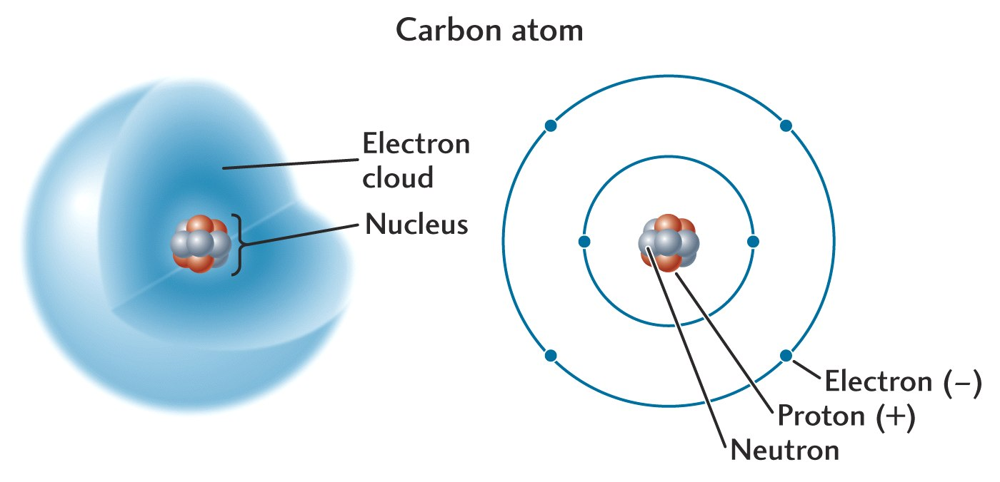 Carbon atom
Electron
cloud
Nucleus
Electron (–)
Proton (+)
Neutron